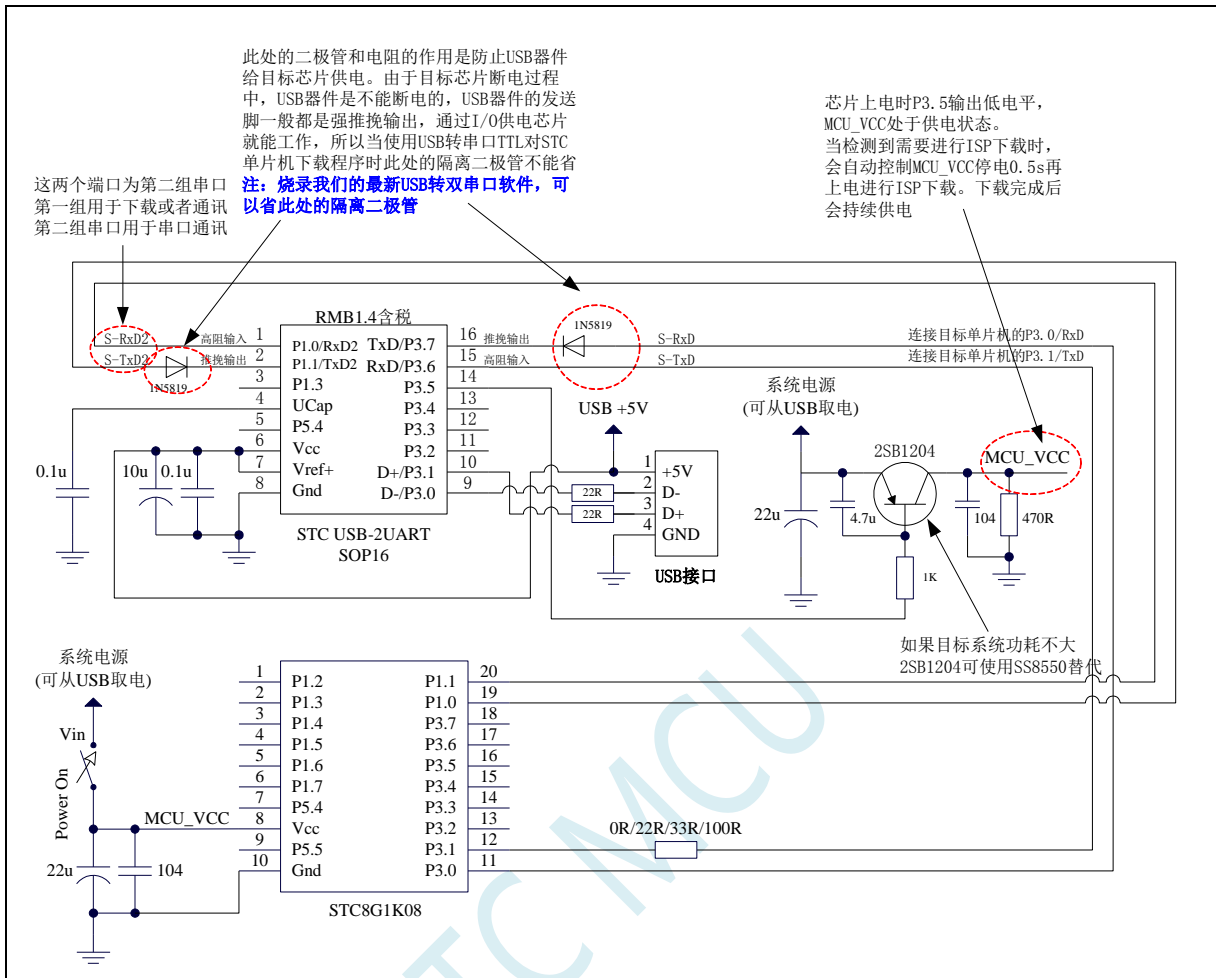 此处的二极管和电阻的作用是防止USB器件
给目标芯片供电。由于目标芯片断电过程
中，USB器件是不能断电的，USB器件的发送
脚一般都是强推挽输出，通过I/O供电芯片
就能工作，所以当使用USB转串口TTL对STC
单片机下载程序时此处的隔离二极管不能省
注：烧录我们的最新USB转双串口软件，可
以省此处的隔离二极管
这两个端口为第二组串口
第一组用于下载或者通讯
第二组串口用于串口通讯
芯片上电时P3.5输出低电平，
MCU_VCC处于供电状态。
当检测到需要进行ISP下载时，
会自动控制MCU_VCC停电0.5s再
上电进行ISP下载。下载完成后
会持续供电
RMB1.4含税
S-RxD2 高阻输入 1 P1.0/RxD2
S-TxD2 1N5819 推挽输出 2 P1.1/TxD2
3 P1.3
4 UCap
5 P5.4
6 Vcc
7 Vref+
8 Gnd
TxD/P3.7 16 推挽输出 1N5819 S-RxD 连接目标单片机的P3.0/RxD
RxD/P3.6 15 高阻输入 S-TxD 连接目标单片机的P3.1/TxD
P3.5 14
P3.4 13
P3.3 12
P3.2 11
D+/P3.1 10
D-/P3.0 9
STC USB-2UART
SOP16
0.1u
10u
0.1u
USB +5V
22R
22R
1 +5V
2 D-
3 D+
4 GND
USB接口
系统电源
(可从USB取电)
2SB1204
MCU_VCC
22u
4.7u
104
470R
1K
如果目标系统功耗不大
2SB1204可使用SS8550替代
系统电源
(可从USB取电)
Vin
Power On
MCU_VCC
22u
104
1 P1.2
2 P1.3
3 P1.4
4 P1.5
5 P1.6
6 P1.7
7 P5.4
8 Vcc
9 P5.5
10 Gnd
P1.1 20
P1.0 19
P3.7 18
P3.6 17
P3.5 16
P3.4 15
P3.3 14
P3.2 13
P3.1 12
P3.0 11
0R/22R/33R/100R
STC8G1K08
STC MCU